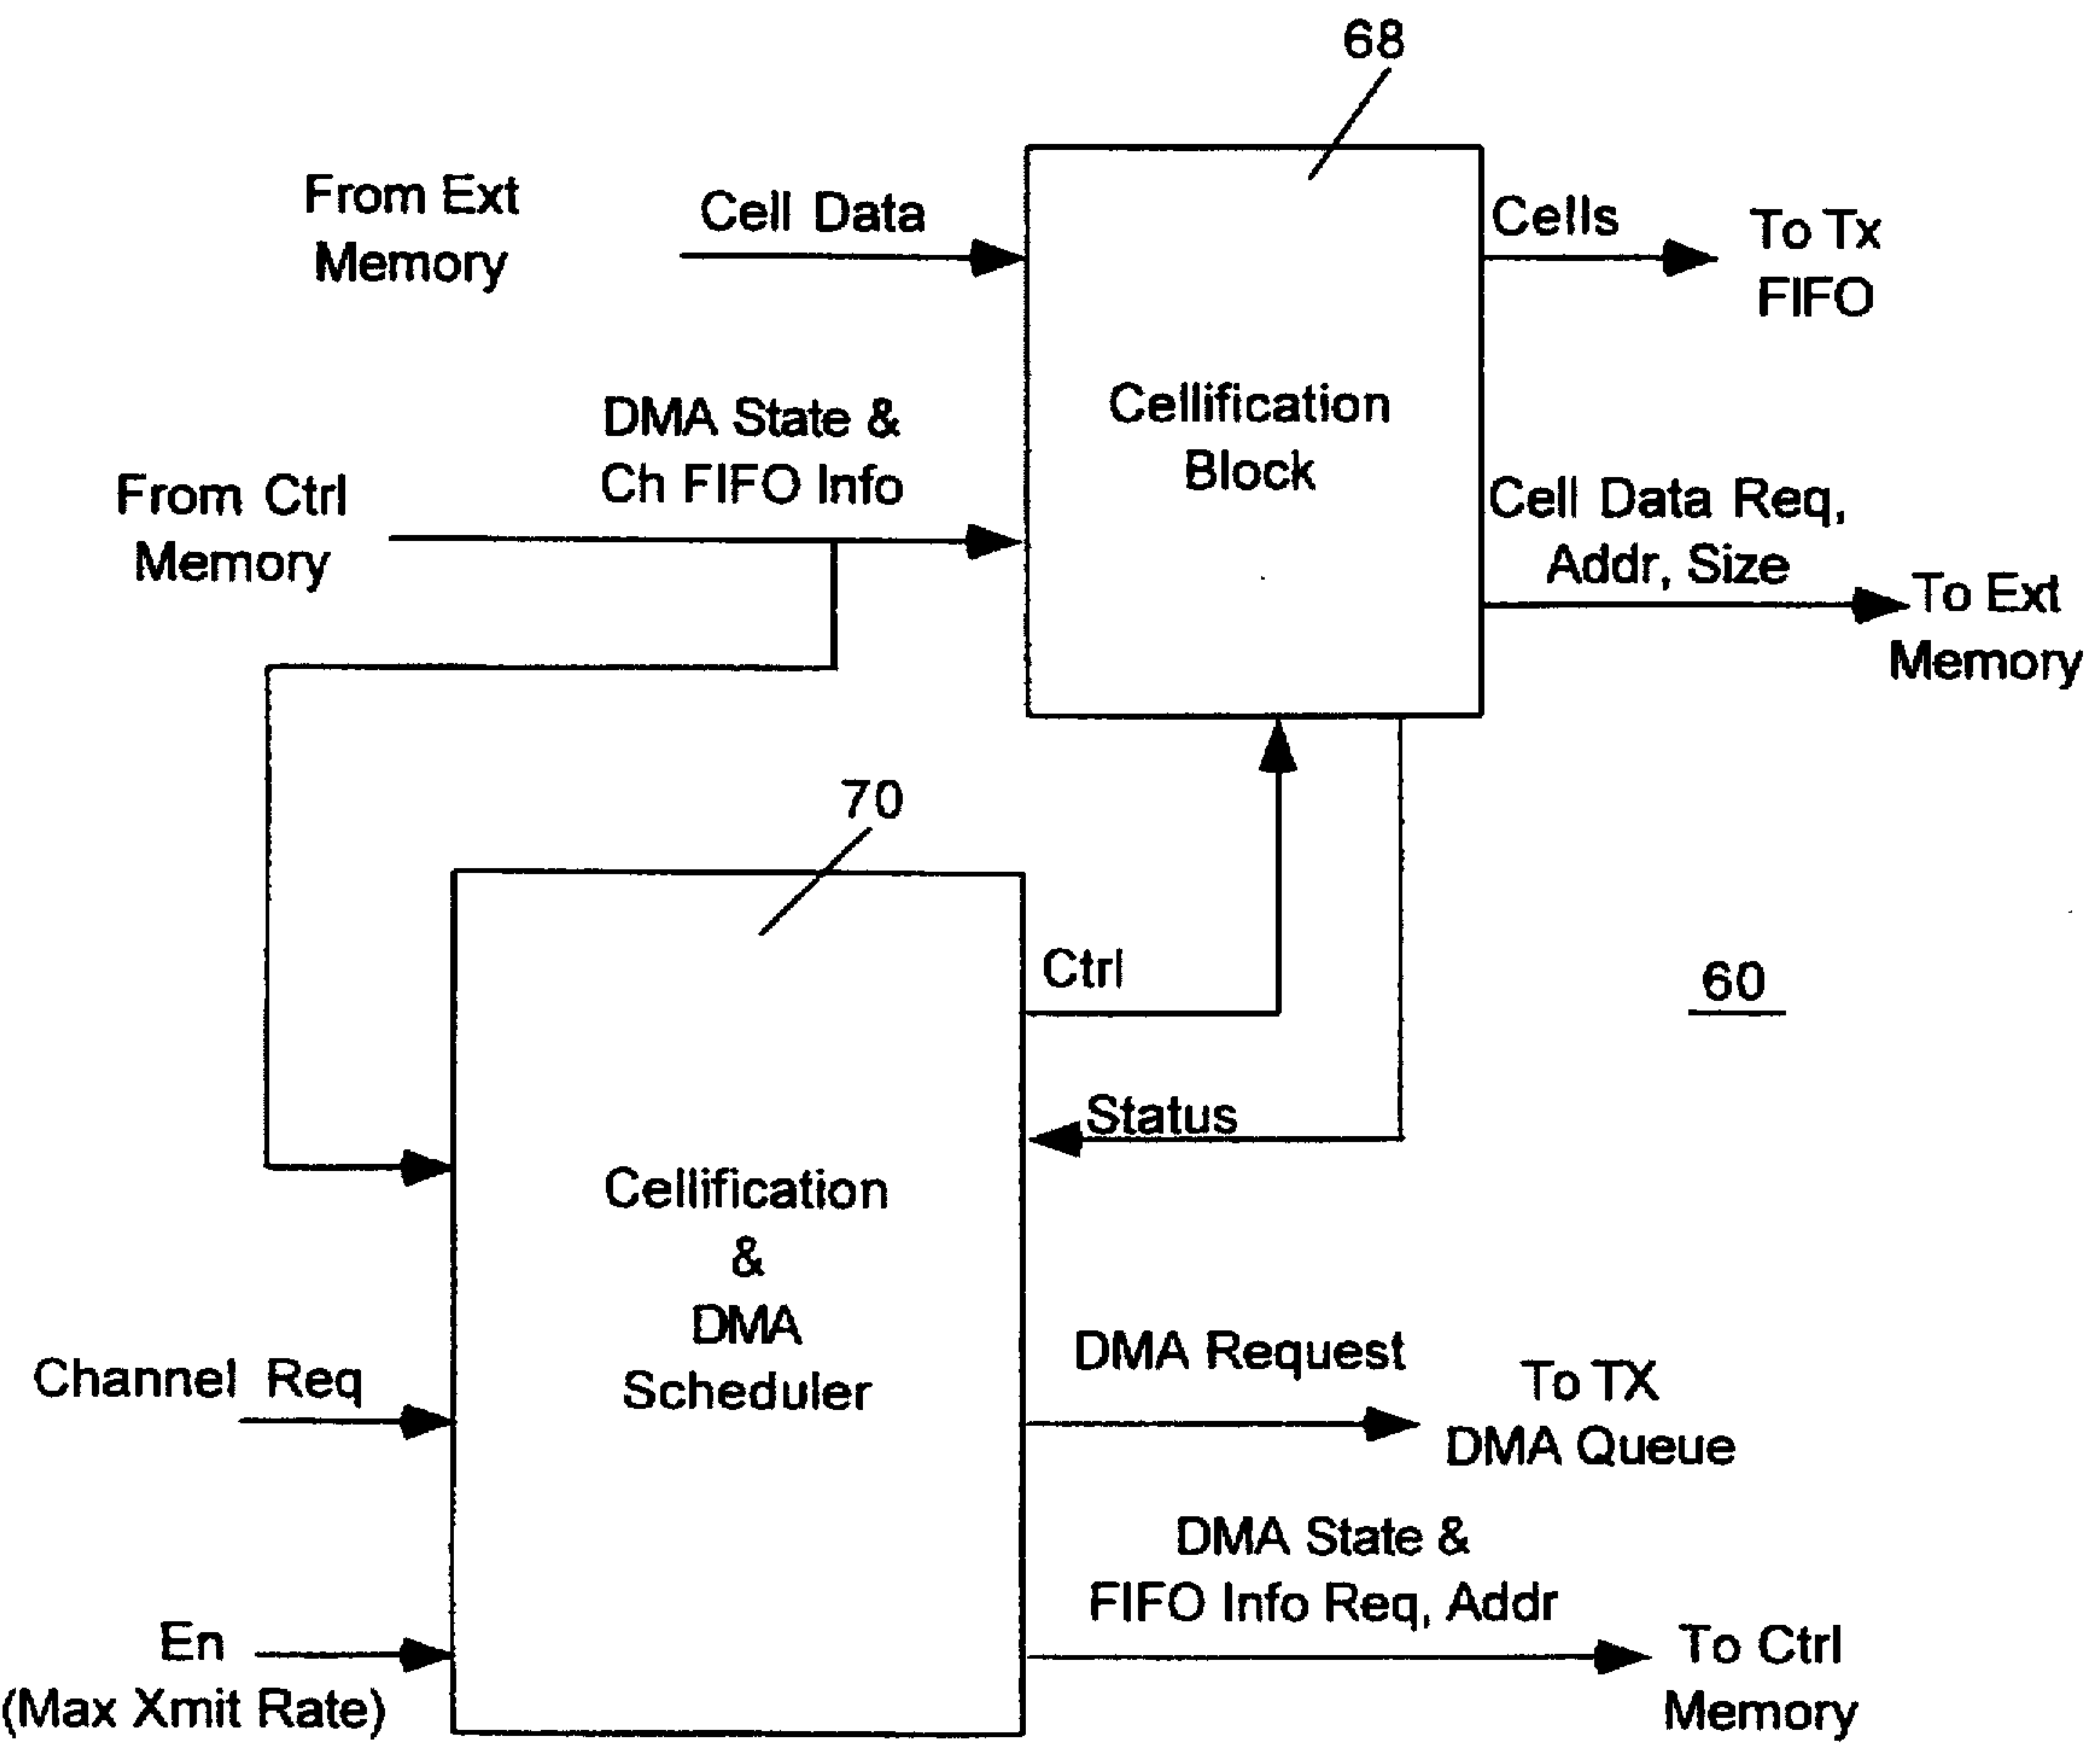 68
From Ext
Memory
Cell Data
Cells
To Tx
FIFO
DMA State &
Ch FIFO Info
From Ctrl
Memory
Cellification
Block
Cell Data Req,
Addr, Size
To Ext
Memory
70
Ctrl
60
Status
Cellification
&
DMA
Scheduler
Channel Req
DMA Request
To TX
DMA Queue
DMA State &
FIFO Info Req, Addr
En
(Max Xmit Rate)
To Ctrl
Memory